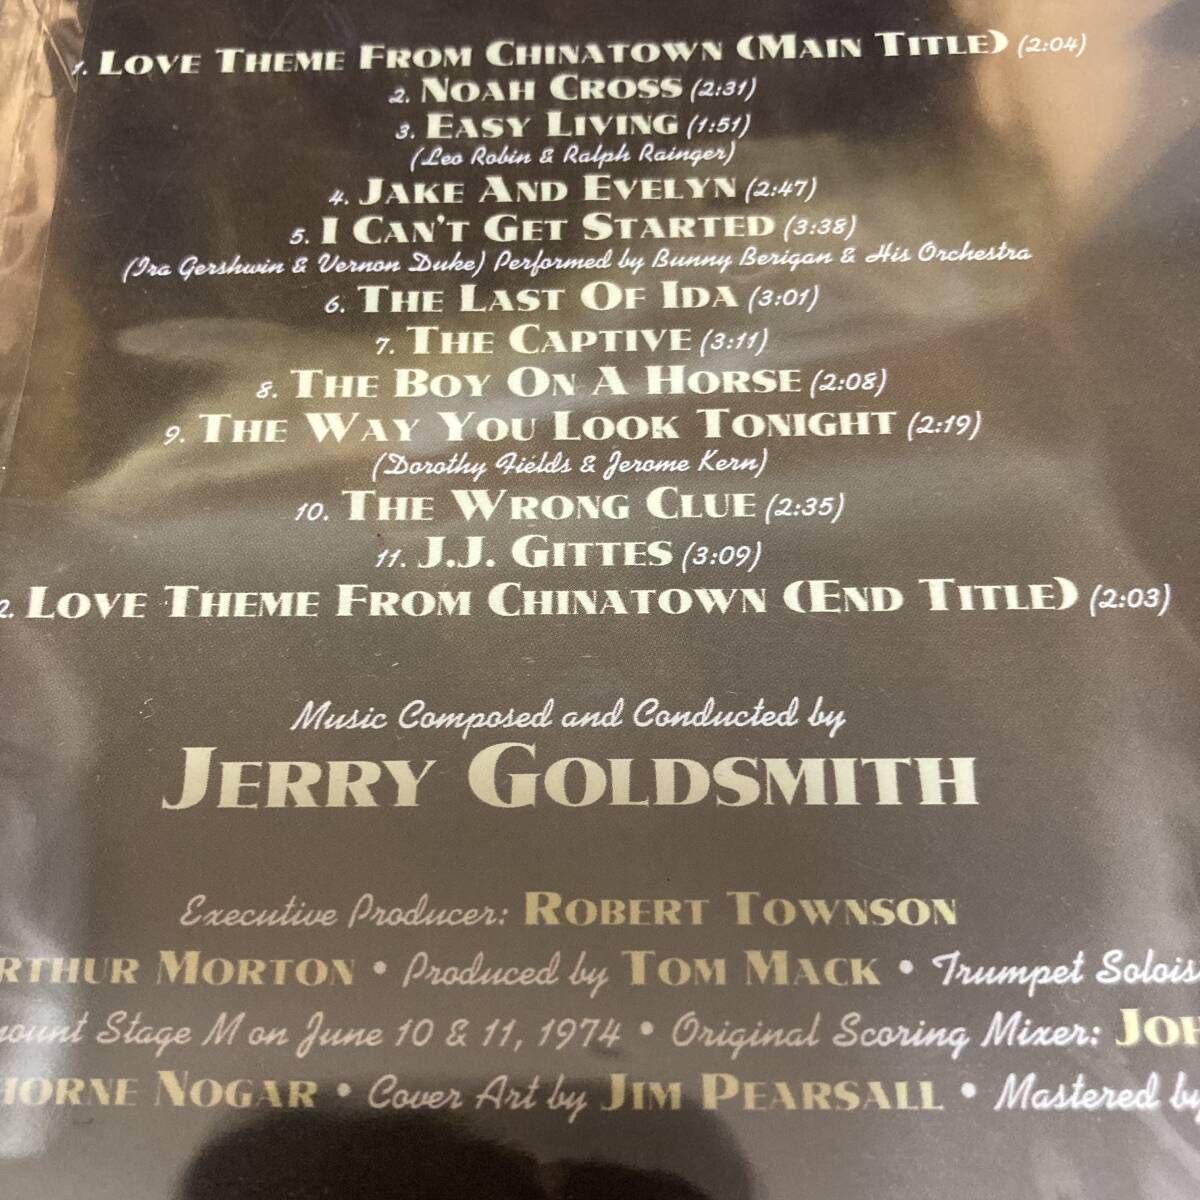 1. LOVE THEME FROM CHINATOWN (MAIN TITLE) (2:04)
2. NOAH CROSS (2:31)
3. EASY LIVING (1:51)
(Leo Robin & Ralph Rainger)
4. JAKE AND EVELYN (2:47)
5. I CAN'T GET STARTED (3:38)
(Ira Gershwin & Vernon Duke) Performed by Bunny Berigan & His Orchestra
6. THE LAST OF IDA (3:01)
7. THE CAPTIVE (3:11)
8. THE BOY ON A HORSE (2:08)
9. THE WAY YOU LOOK TONIGHT (2:19)
(Dorothy Fields & Jerome Kern)
10. THE WRONG CLUE (2:35)
11. J.J. GITTES (3:09)
2. LOVE THEME FROM CHINATOWN (END TITLE) (2:03)
Music Composed and Conducted by
JERRY GOLDSMITH
Executive Producer: ROBERT TOWNSON
RTHUR MORTON • Produced by TOM MACK • Trumpet Solois
ount Stage M on June 10 & 11, 1974 • Original Scoring Mixer: JOH
HORNE NOGAR • Cover Art by JIM PEARSALL • Mastered by